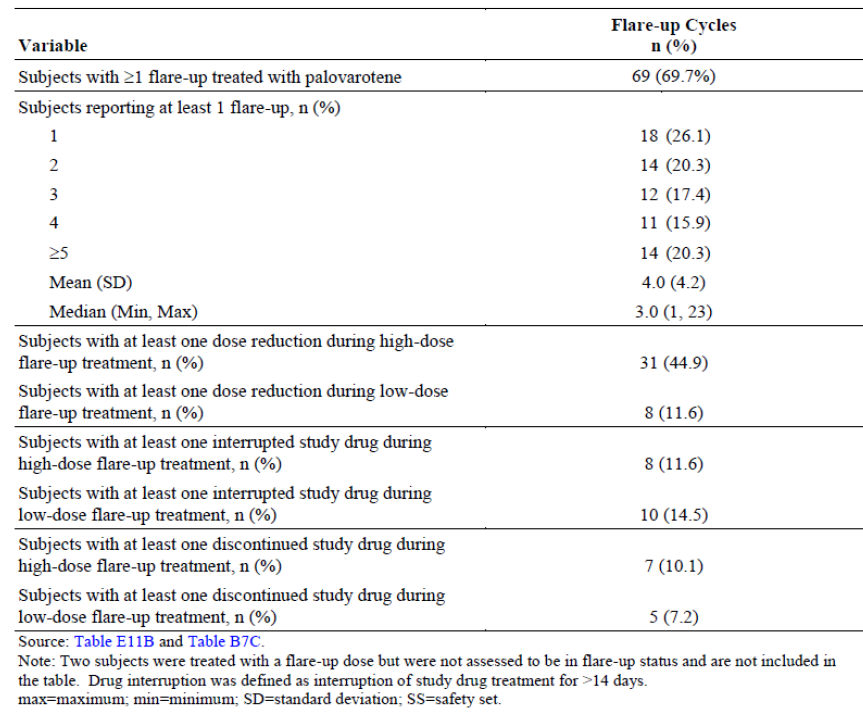 Variable Flare-up Cycles n (%)
Subjects with ≥1 flare-up treated with palovarotene 69 (69.7%)
Subjects reporting at least 1 flare-up, n (%)
1 18 (26.1)
2 14 (20.3)
3 12 (17.4)
4 11 (15.9)
≥5 14 (20.3)
Mean (SD) 4.0 (4.2)
Median (Min, Max) 3.0 (1, 23)
Subjects with at least one dose reduction during high-dose
flare-up treatment, n (%) 31 (44.9)
Subjects with at least one dose reduction during low-dose
flare-up treatment, n (%) 8 (11.6)
Subjects with at least one interrupted study drug during
high-dose flare-up treatment, n (%) 8 (11.6)
Subjects with at least one interrupted study drug during
low-dose flare-up treatment, n (%) 10 (14.5)
Subjects with at least one discontinued study drug during
high-dose flare-up treatment, n (%) 7 (10.1)
Subjects with at least one discontinued study drug during
low-dose flare-up treatment, n (%) 5 (7.2)
Source: Table E11B and Table B7C.
Note: Two subjects were treated with a flare-up dose but were not assessed to be in flare-up status and are not included in
the table. Drug interruption was defined as interruption of study drug treatment for >14 days.
max=maximum; min=minimum; SD=standard deviation; SS=safety set.